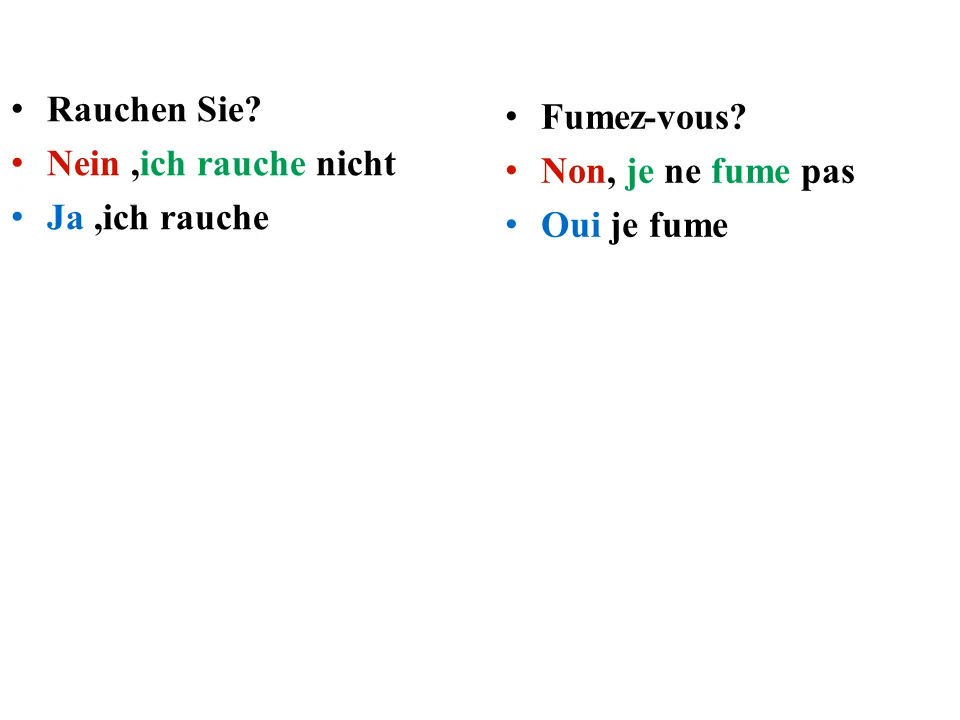 • Rauchen Sie?
• Nein ,ich rauche nicht
• Ja ,ich rauche
• Fumez-vous?
• Non, je ne fume pas
• Oui je fume